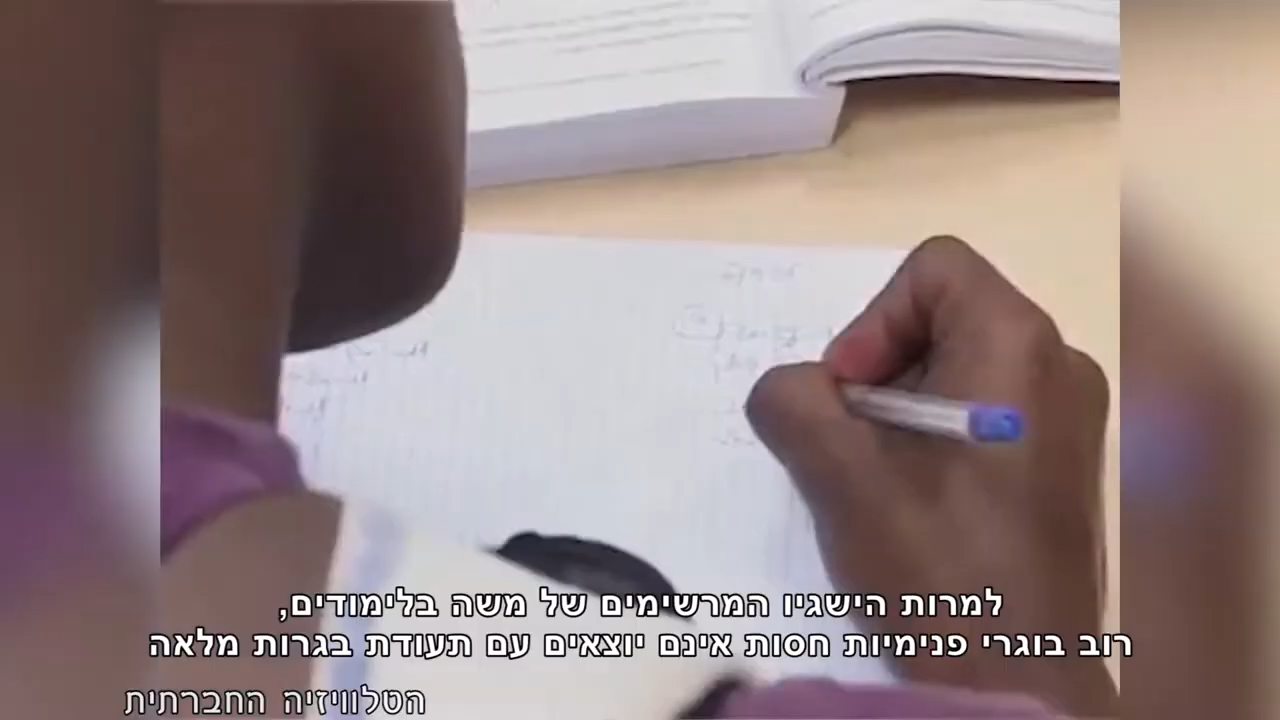 למרות הישגיו המרשימים של משה בלימודים,
רוב בוגרי פנימיות חסות אינם יוצאים עם תעודת בגרות מלאה
הטלוויזיה החברתית